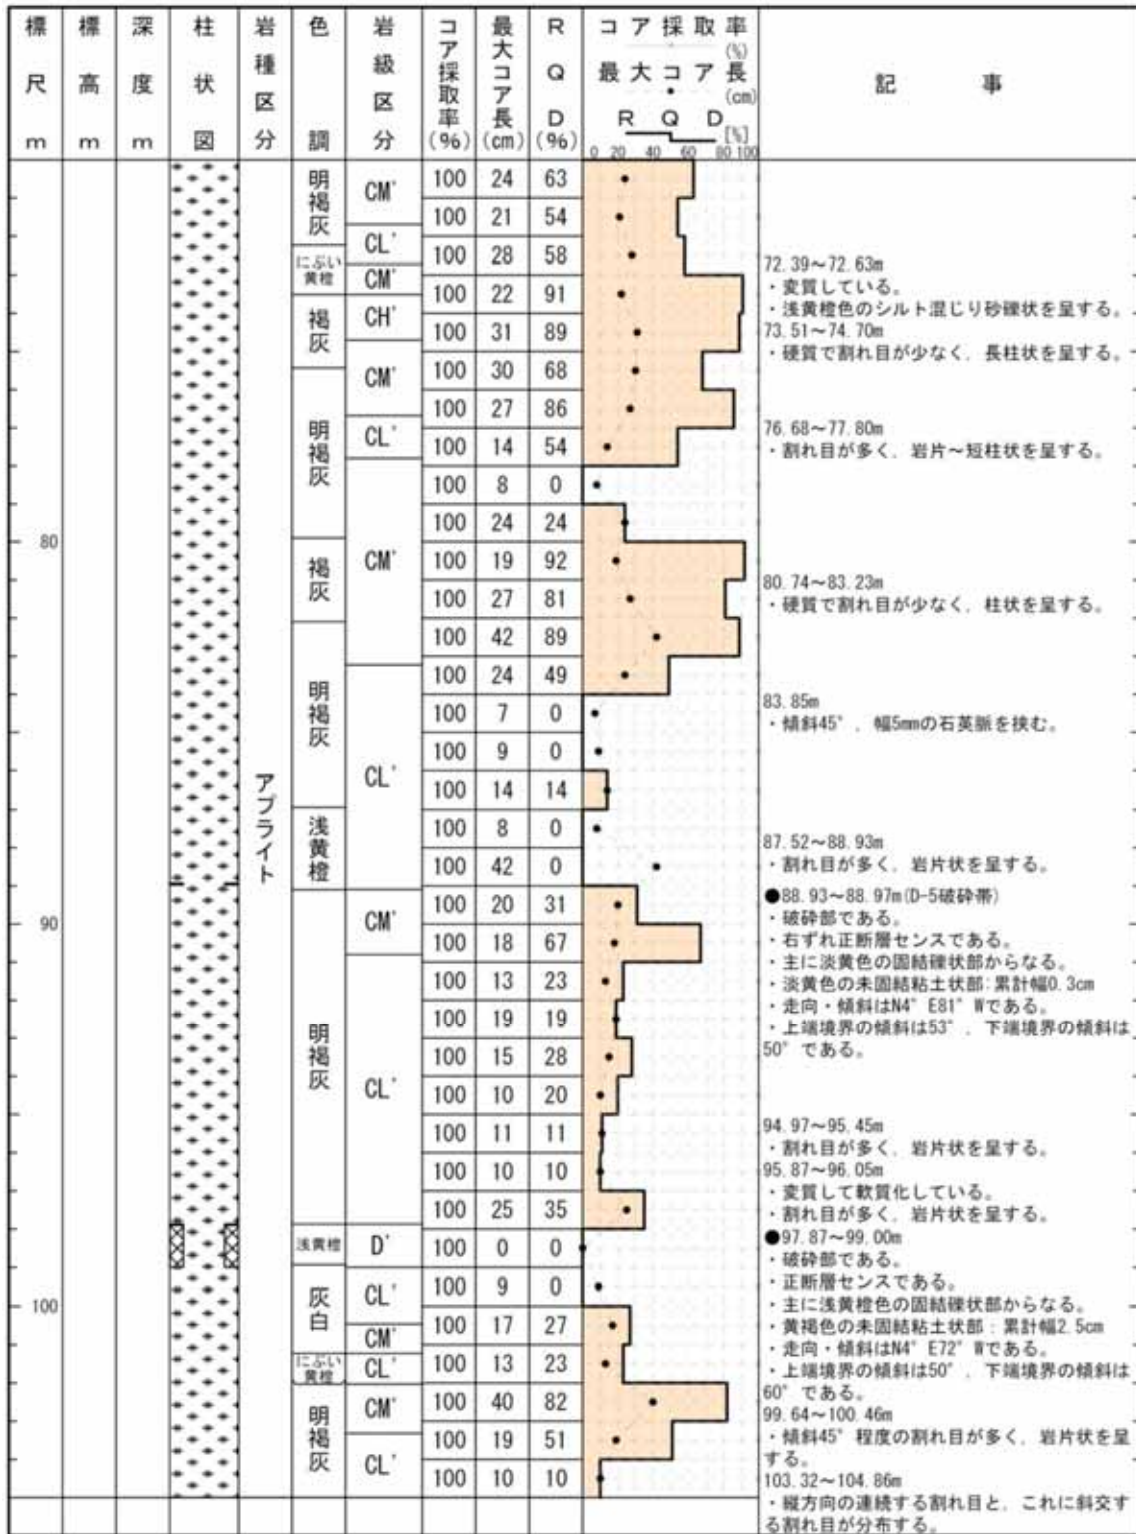 標尺 m
標高 m
深度 m
柱状図
岩種区分
色調
岩級区分
コア採取率(%)
最大コア長(cm)
RQD(%)
コア採取率(%)
最大コア長(cm)
RQD[%]
0 20 40 60 80 100
記事
80
90
100
アプライト
明褐灰
にぶい黄橙
褐灰
明褐灰
褐灰
明褐灰
浅黄橙
明褐灰
浅黄橙
灰白
にぶい黄橙
明褐灰
CM'
CL'
CM'
CH'
CM'
CL'
CM'
CL'
CM'
CL'
D'
CL'
CM'
CL'
CM'
CL'
100 24 63
100 21 54
100 28 58
100 22 91
100 31 89
100 30 68
100 27 86
100 14 54
100 8 0
100 24 24
100 19 92
100 27 81
100 42 89
100 24 49
100 7 0
100 9 0
100 14 14
100 8 0
100 42 0
100 20 31
100 18 67
100 13 23
100 19 19
100 15 28
100 10 20
100 11 11
100 10 10
100 25 35
100 0 0
100 9 0
100 17 27
100 13 23
100 40 82
100 19 51
100 10 10
72.39～72.63m
・変質している。
・浅黄橙色のシルト混じり砂礫状を呈する。
73.51～74.70m
・硬質で割れ目が少なく、長柱状を呈する。
76.68～77.80m
・割れ目が多く、岩片～短柱状を呈する。
80.74～83.23m
・硬質で割れ目が少なく、柱状を呈する。
83.85m
・傾斜45°、幅5mmの石英脈を挟む。
87.52～88.93m
・割れ目が多く、岩片状を呈する。
●88.93～88.97m(D-5破砕帯)
・破砕部である。
・右ずれ正断層センスである。
・主に淡黄色の固結礫状部からなる。
・淡黄色の未固結粘土状部:累計幅0.3cm
・走向・傾斜はN4°E81°Wである。
・上端境界の傾斜は53°、下端境界の傾斜は
50°である。
94.97～95.45m
・割れ目が多く、岩片状を呈する。
95.87～96.05m
・変質して軟質化している。
・割れ目が多く、岩片状を呈する。
●97.87～99.00m
・破砕部である。
・正断層センスである。
・主に浅黄橙色の固結礫状部からなる。
・黄褐色の未固結粘土状部：累計幅2.5cm
・走向・傾斜はN4°E72°Wである。
・上端境界の傾斜は50°、下端境界の傾斜は
60°である。
99.64～100.46m
・傾斜45°程度の割れ目が多く、岩片状を呈
する。
103.32～104.86m
・縦方向の連続する割れ目と、これに斜交す
る割れ目が分布する。